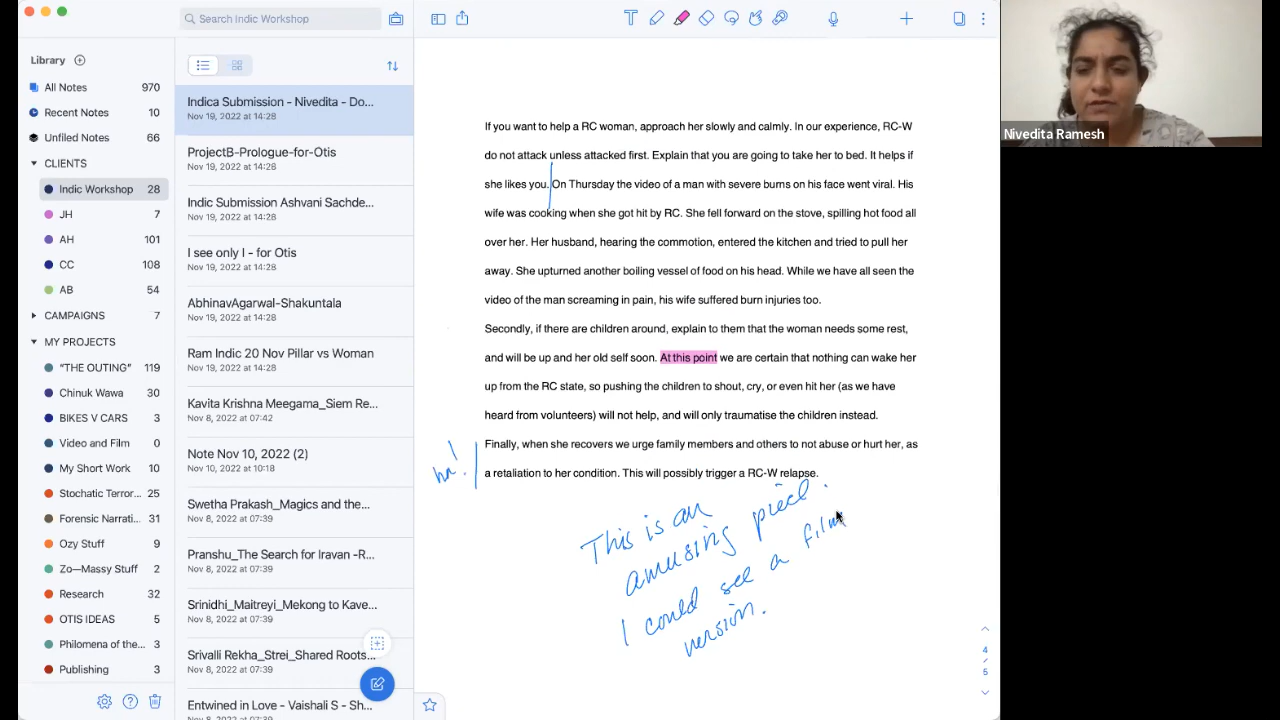 Search Indic Workshop
Library
All Notes 970
Recent Notes 10
Unfiled Notes 66
CLIENTS
Indic Workshop 28
JH 7
AH 101
CC 108
AB 54
CAMPAIGNS 7
MY PROJECTS
“THE OUTING” 119
Chinuk Wawa 30
BIKES V CARS 3
Video and Film 0
My Short Work 10
Stochatic Terror... 25
Forensic Narrati... 31
Ozy Stuff 9
Zo—Massy Stuff 2
Research 32
OTIS IDEAS 5
Philomena of the... 3
Publishing 3
Indica Submission - Nivedita - Do...
Nov 19, 2022 at 14:28
ProjectB-Prologue-for-Otis
Nov 19, 2022 at 14:28
Indic Submission Ashvani Sachde...
Nov 19, 2022 at 14:28
I see only I - for Otis
Nov 19, 2022 at 14:28
AbhinavAgarwal-Shakuntala
Nov 19, 2022 at 14:28
Ram Indic 20 Nov Pillar vs Woman
Nov 19, 2022 at 14:28
Kavita Krishna Meegama_Siem Re...
Nov 8, 2022 at 07:42
Note Nov 10, 2022 (2)
Nov 10, 2022 at 10:18
Swetha Prakash_Magics and the...
Nov 8, 2022 at 07:39
Pranshu_The Search for Iravan -R...
Nov 8, 2022 at 07:39
Srinidhi_Maitreyi_Mekong to Kave...
Nov 8, 2022 at 07:39
Srivalli Rekha_Strei_Shared Roots...
Nov 8, 2022 at 07:39
Entwined in Love - Vaishali S - Sh...
Nov 8, 2022 at 07:39
If you want to help a RC woman, approach her slowly and calmly. In our experience, RC-W
do not attack unless attacked first. Explain that you are going to take her to bed. It helps if
she likes you. On Thursday the video of a man with severe burns on his face went viral. His
wife was cooking when she got hit by RC. She fell forward on the stove, spilling hot food all
over her. Her husband, hearing the commotion, entered the kitchen and tried to pull her
away. She upturned another boiling vessel of food on his head. While we have all seen the
video of the man screaming in pain, his wife suffered burn injuries too.
Secondly, if there are children around, explain to them that the woman needs some rest,
and will be up and her old self soon. At this point we are certain that nothing can wake her
up from the RC state, so pushing the children to shout, cry, or even hit her (as we have
heard from volunteers) will not help, and will only traumatise the children instead.
Finally, when she recovers we urge family members and others to not abuse or hurt her, as
a retaliation to her condition. This will possibly trigger a RC-W relapse.
ha!
This is an
amusing piece.
I could see a film
version.
4
/
5
Nivedita Ramesh